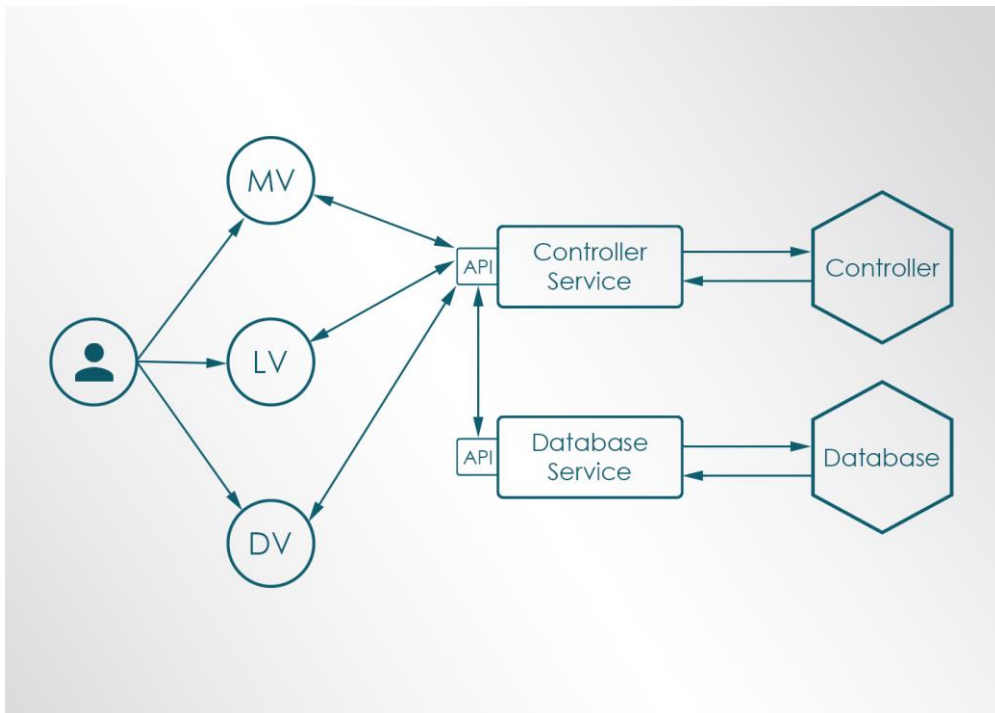 MV
API
Controller
Service
Controller
LV
API
Database
Service
Database
DV